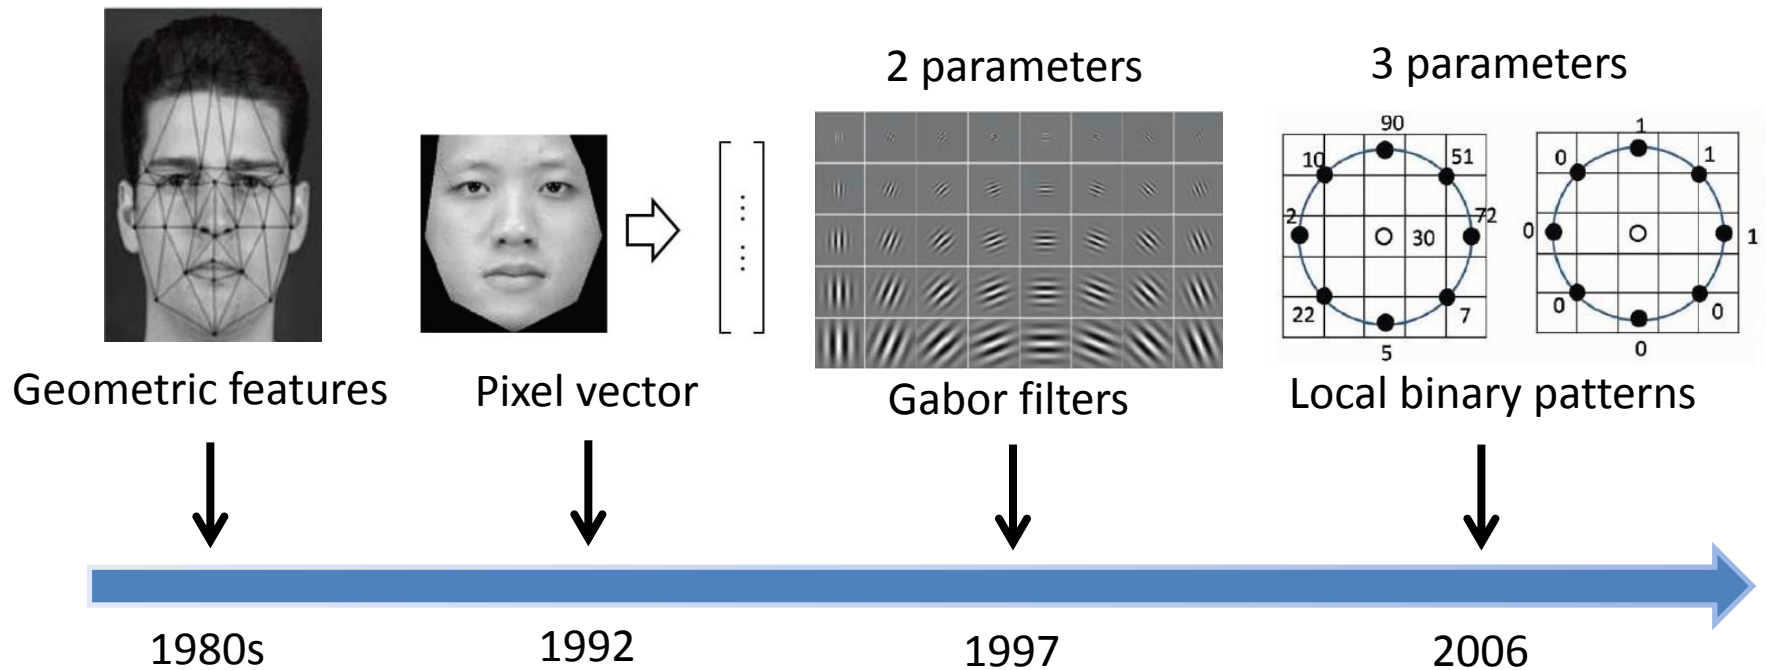 2 parameters
3 parameters
90
10
51
2
72
30
22
7
5
1
0
1
0
1
0
0
0
Geometric features
Pixel vector
Gabor filters
Local binary patterns
1980s
1992
1997
2006